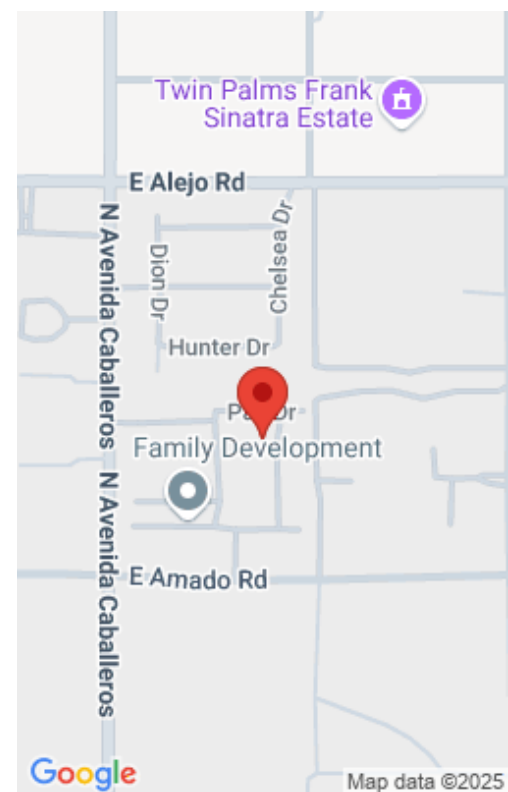 Twin Palms Frank
Sinatra Estate
E Alejo Rd
N Avenida Caballeros
Dion Dr
Chelsea Dr
Hunter Dr
Dr
Family Development
N Avenida Caballeros
E Amado Rd
Google
Map data ©2025